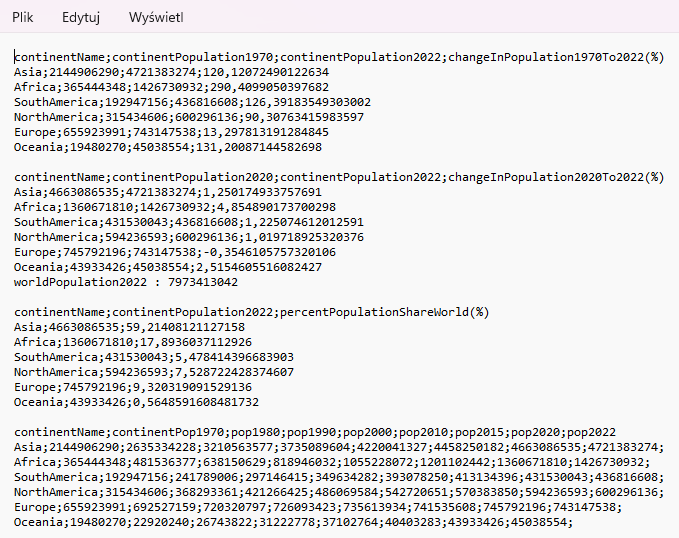 Plik Edytuj Wyświetl
continentName;continentPopulation1970;continentPopulation2022;changeInPopulation1970To2022(%)
Asia;2144906290;4721383274;120,12072490122634
Africa;365444348;1426730932;290,4099050397682
SouthAmerica;192947156;436816608;126,39183549303002
NorthAmerica;315434606;600296136;90,30763415983597
Europe;655923991;743147538;13,297813191284845
Oceania;19480270;45038554;131,20087144582698
continentName;continentPopulation2020;continentPopulation2022;changeInPopulation2020To2022(%)
Asia;4663086535;4721383274;1,250174933757691
Africa;1360671810;1426730932;4,854890173700298
SouthAmerica;431530043;436816608;1,225074612012591
NorthAmerica;594236593;600296136;1,019718925320376
Europe;745792196;743147538;-0,3546105757320106
Oceania;43933426;45038554;2,5154605516082427
worldPopulation2022 : 7973413042
continentName;continentPopulation2022;percentPopulationShareWorld(%)
Asia;4663086535;59,21408121127158
Africa;1360671810;17,8936037112926
SouthAmerica;431530043;5,478414396683903
NorthAmerica;594236593;7,528722428374607
Europe;745792196;9,320319091529136
Oceania;43933426;0,5648591608481732
continentName;continentPop1970;pop1980;pop1990;pop2000;pop2010;pop2015;pop2020;pop2022
Asia;2144906290;2635334228;3210563577;3735089604;4220041327;4458250182;4663086535;4721383274;
Africa;365444348;481536377;638150629;818946032;1055228072;1201102442;1360671810;1426730932;
SouthAmerica;192947156;241789006;297146415;349634282;393078250;413134396;431530043;436816608;
NorthAmerica;315434606;368293361;421266425;486069584;542720651;570383850;594236593;600296136;
Europe;655923991;692527159;720320797;726093423;735613934;741535608;745792196;743147538;
Oceania;19480270;22920240;26743822;31222778;37102764;40403283;43933426;45038554;